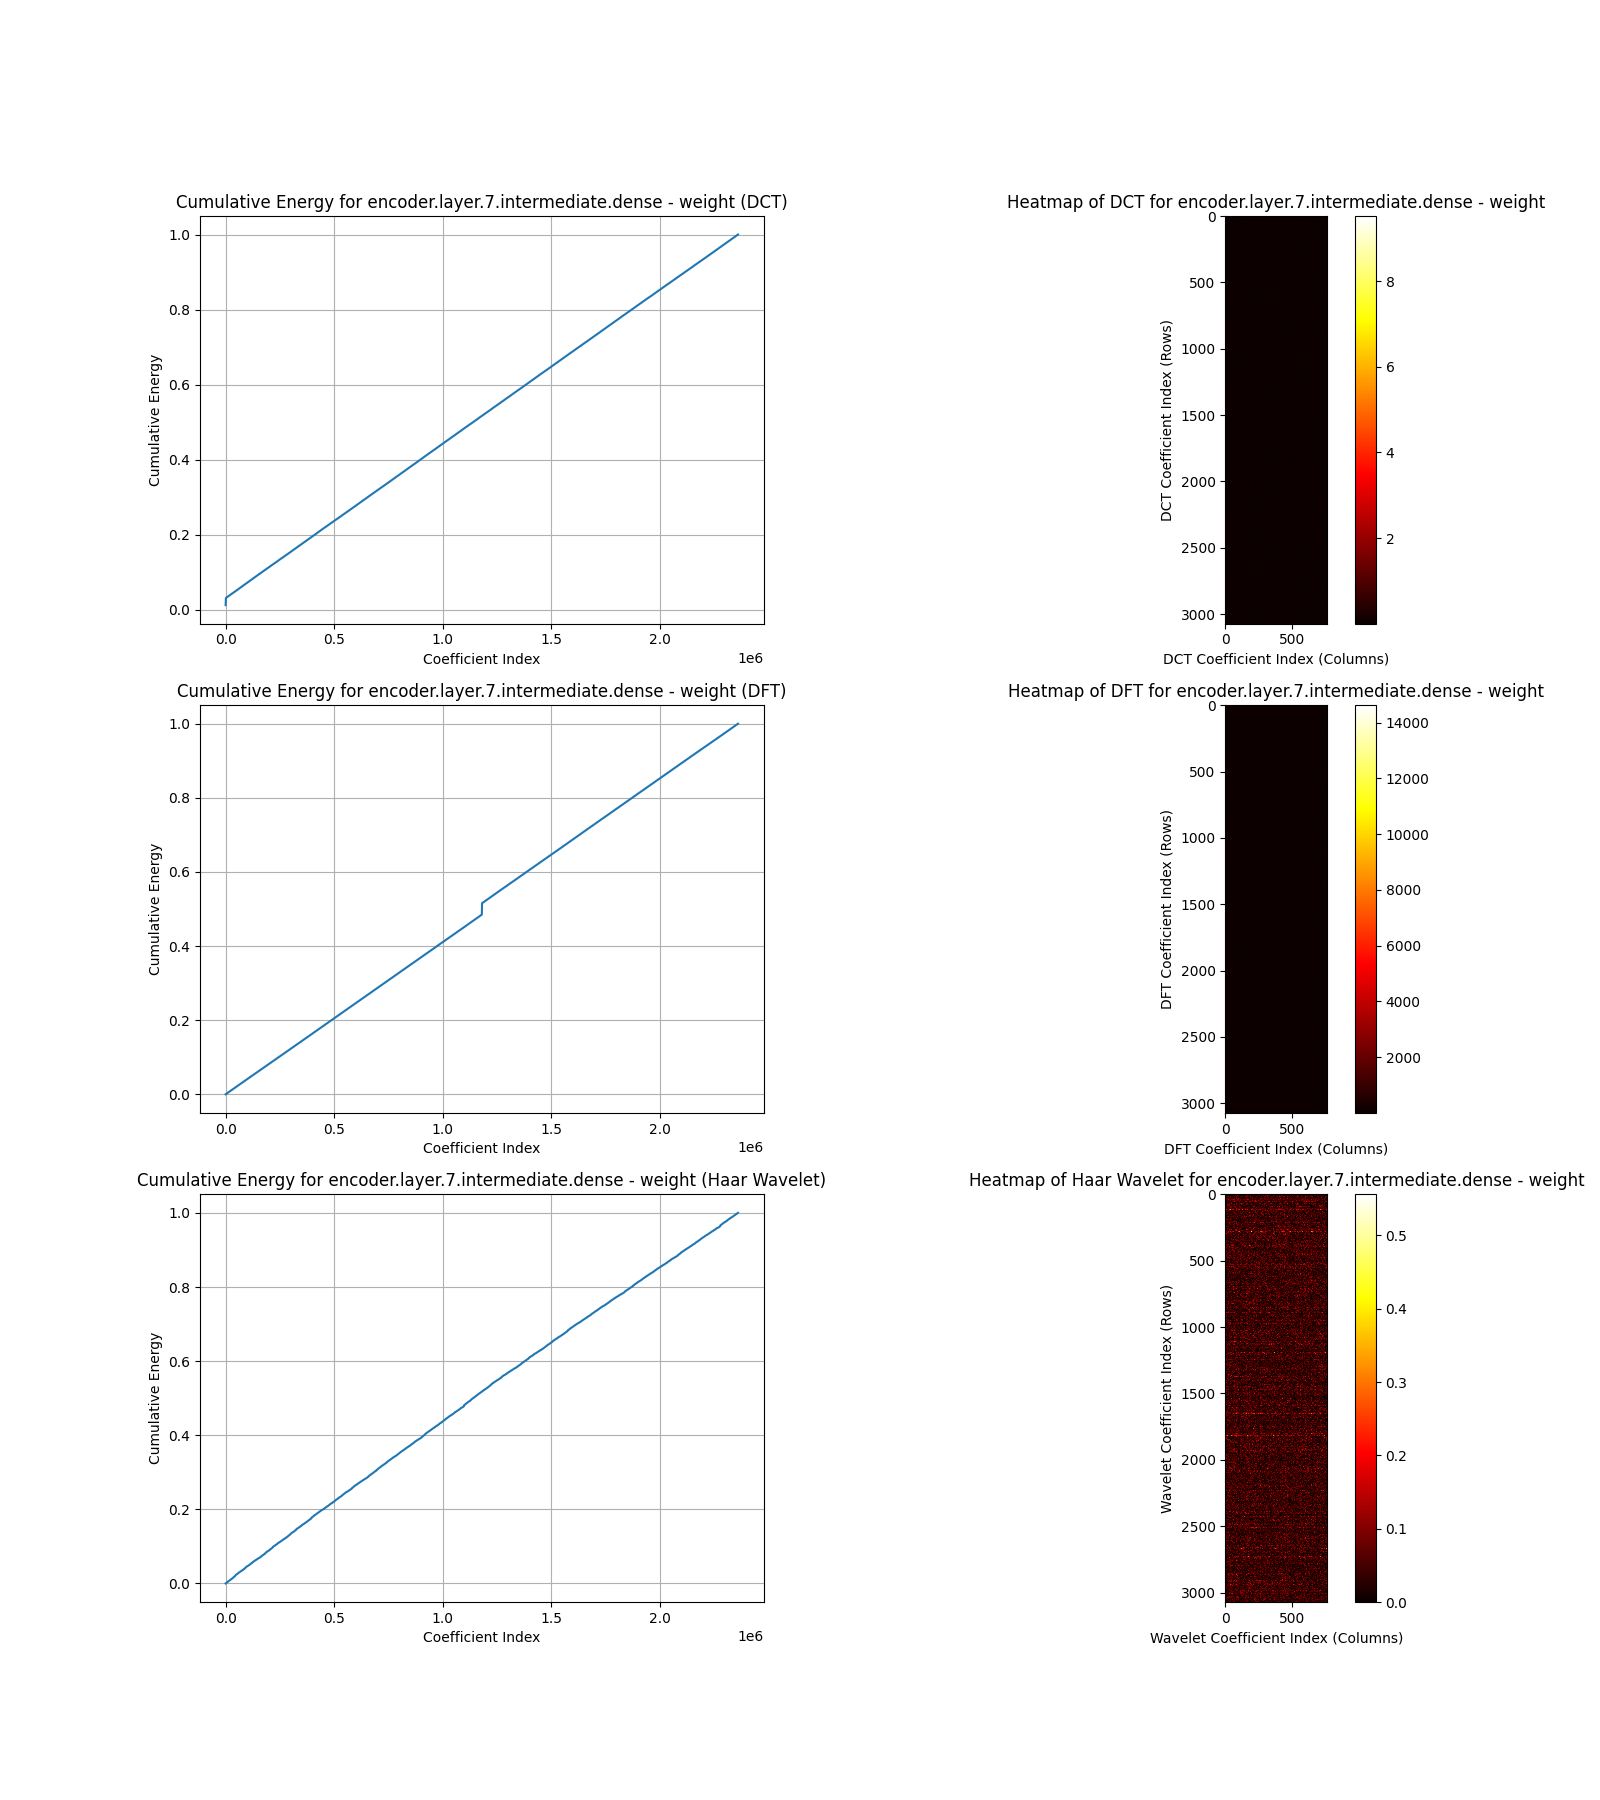 Cumulative Energy for encoder.layer.7.intermediate.dense - weight (DCT)
1.0
0.8
0.6
0.4
0.2
0.0
Cumulative Energy
0.0 0.5 1.0 1.5 2.0
1e6
Coefficient Index
Heatmap of DCT for encoder.layer.7.intermediate.dense - weight
0
500
1000
1500
2000
2500
3000
DCT Coefficient Index (Rows)
0 500
DCT Coefficient Index (Columns)
8
6
4
2
Cumulative Energy for encoder.layer.7.intermediate.dense - weight (DFT)
1.0
0.8
0.6
0.4
0.2
0.0
Cumulative Energy
0.0 0.5 1.0 1.5 2.0
1e6
Coefficient Index
Heatmap of DFT for encoder.layer.7.intermediate.dense - weight
0
500
1000
1500
2000
2500
3000
DFT Coefficient Index (Rows)
0 500
DFT Coefficient Index (Columns)
14000
12000
10000
8000
6000
4000
2000
Cumulative Energy for encoder.layer.7.intermediate.dense - weight (Haar Wavelet)
1.0
0.8
0.6
0.4
0.2
0.0
Cumulative Energy
0.0 0.5 1.0 1.5 2.0
1e6
Coefficient Index
Heatmap of Haar Wavelet for encoder.layer.7.intermediate.dense - weight
0
500
1000
1500
2000
2500
3000
Wavelet Coefficient Index (Rows)
0 500
Wavelet Coefficient Index (Columns)
0.5
0.4
0.3
0.2
0.1
0.0